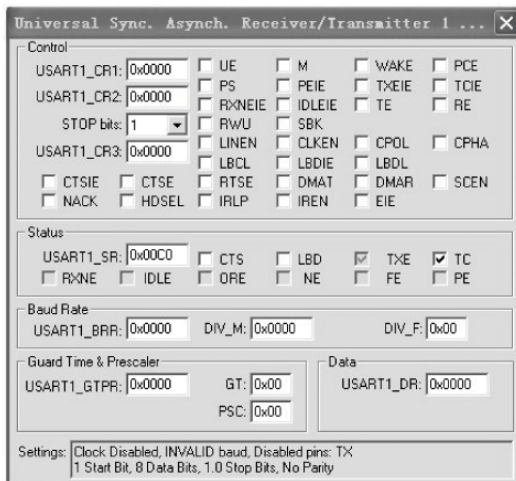 Universal Sync. Asynch. Receiver/Transmitter 1 ...
Control
USART1_CR1: 0x0000 UE M WAKE PCE
PS PEIE TXEIE TCIE
USART1_CR2: 0x0000 RXNEIE IDLEIE TE RE
STOP bits: 1 RWU SBK
USART1_CR3: 0x0000 LINEN CLKEN CPOL CPHA
LBCL LBDIE LBDL
CTSIE CTSE RTSE DMAT DMAR SCEN
NACK HDSEL IRLP IREN EIE
Status
USART1_SR: 0x00C0 CTS LBD TXE TC
RXNE IDLE ORE NE FE PE
Baud Rate
USART1_BRR: 0x0000 DIV_M: 0x0000 DIV_F: 0x00
Guard Time & Prescaler
USART1_GTPR: 0x0000 GT: 0x00
PSC: 0x00
Data
USART1_DR: 0x0000
Settings: Clock Disabled, INVALID baud, Disabled pins: TX
1 Start Bit, 8 Data Bits, 1.0 Stop Bits, No Parity